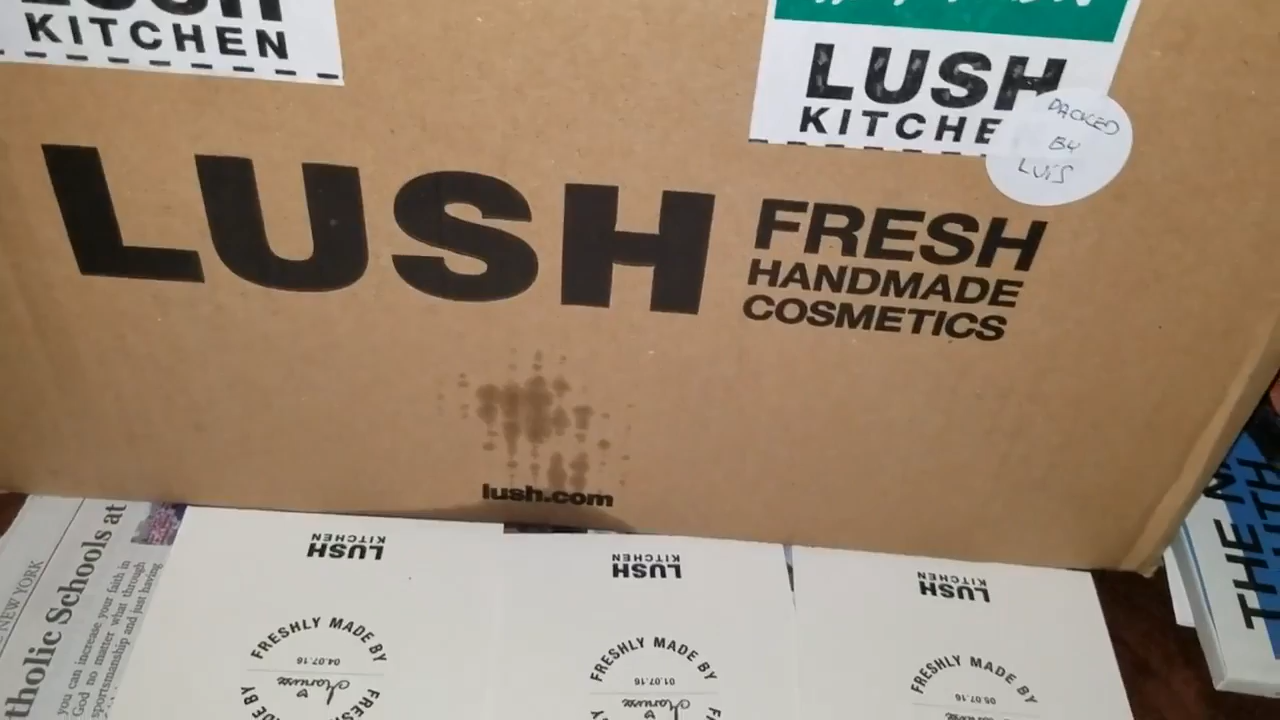 LUSH
KITCHEN
LUSH
KITCHE
PACKED
BY
LUIS
LUSH
FRESH
HANDMADE
COSMETICS
lush.com
NEW YORK
tholic Schools at
you can increase your faith in
God no matter what through
sportsmanship and just having
LUSH
KITCHEN
FRESHLY MADE BY
04.07.16
LUSH
KITCHEN
FRESHLY MADE BY
01.07.16
LUSH
KITCHEN
FRESHLY MADE BY
05.07.16
THE